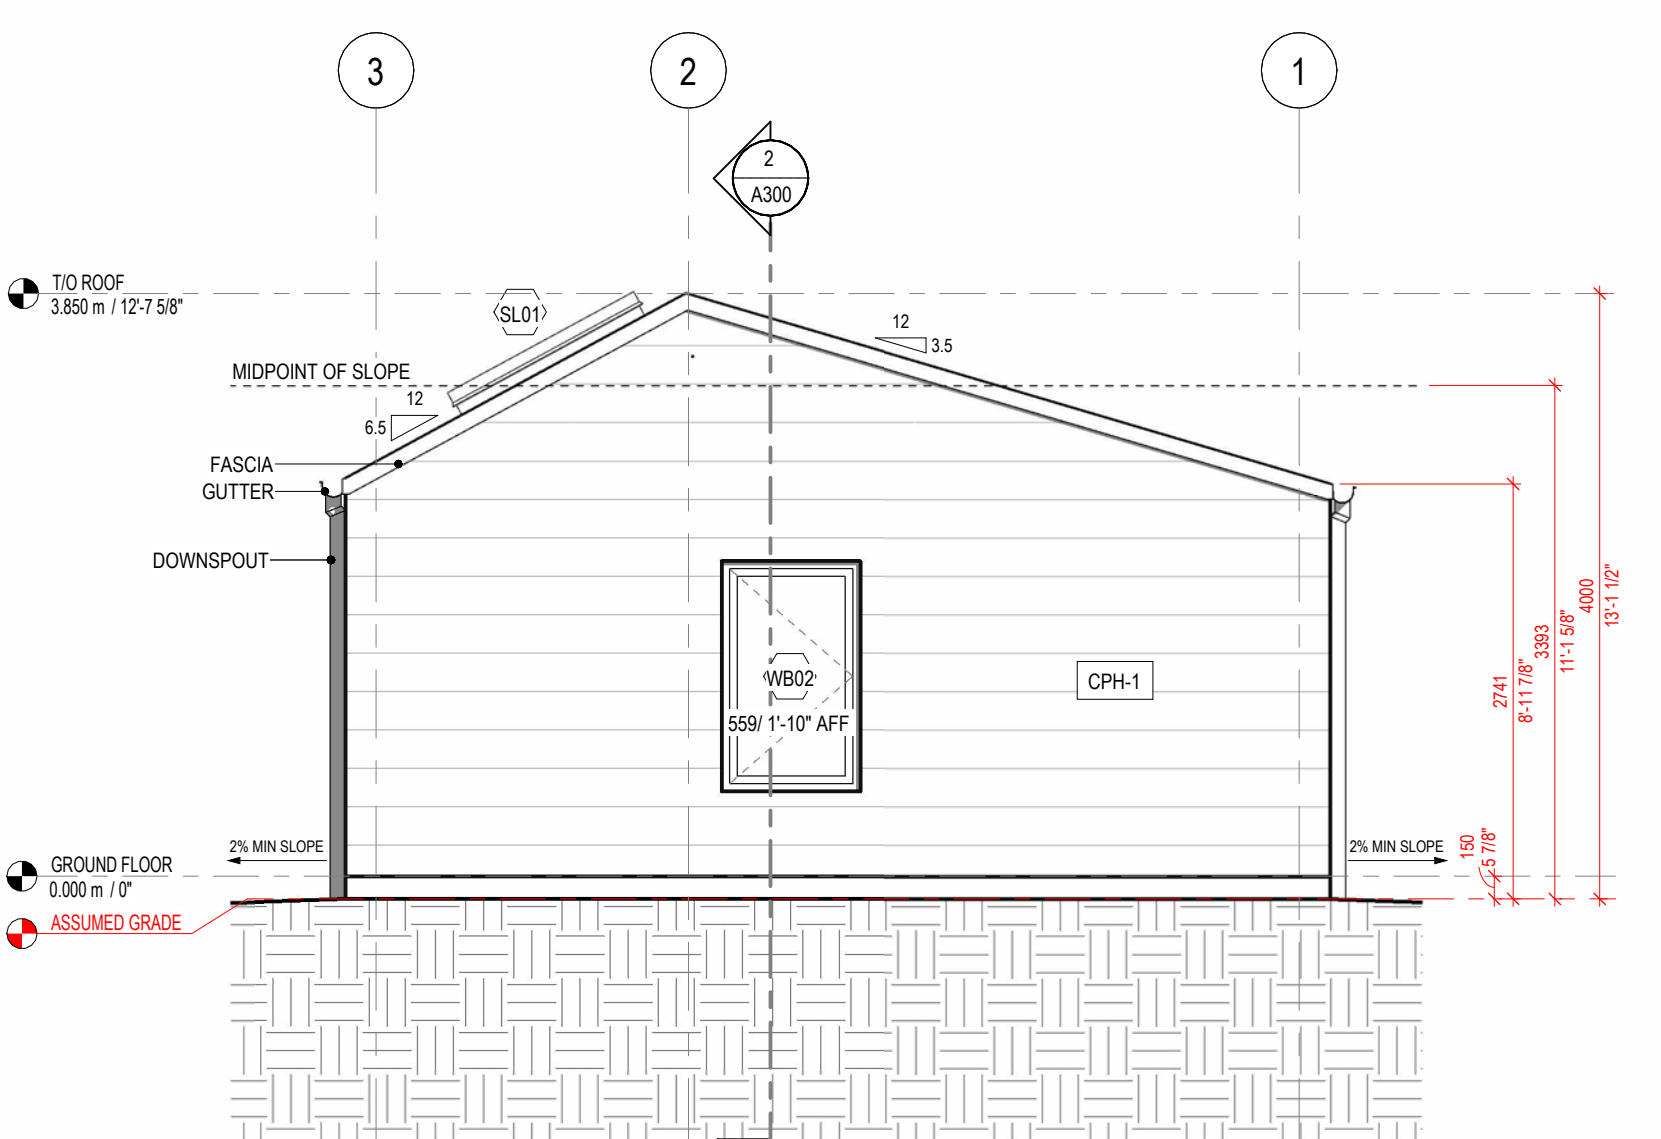 3
2
1
2
A300
T/O ROOF
3.850 m / 12'-7 5/8"
SL01
12
3.5
MIDPOINT OF SLOPE
12
6.5
FASCIA
GUTTER
DOWNSPOUT
WB02
559/ 1'-10" AFF
CPH-1
2741
8'-11 7/8"
3393
11'-1 5/8"
4000
13'-1 1/2"
150
5 7/8"
2% MIN SLOPE
2% MIN SLOPE
GROUND FLOOR
0.000 m / 0"
ASSUMED GRADE